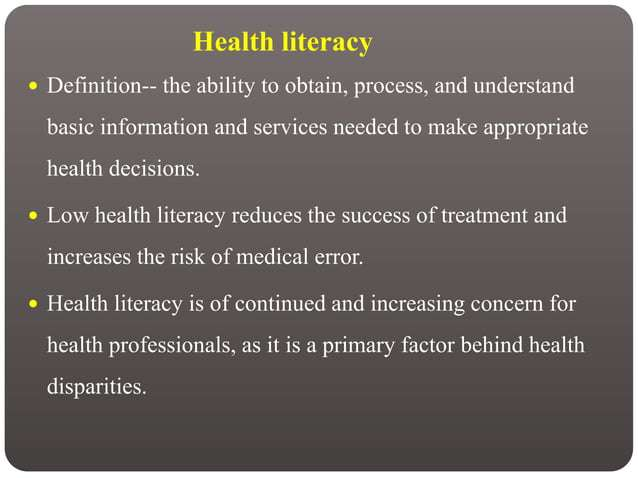 Health literacy
• Definition-- the ability to obtain, process, and understand
basic information and services needed to make appropriate
health decisions.
• Low health literacy reduces the success of treatment and
increases the risk of medical error.
• Health literacy is of continued and increasing concern for
health professionals, as it is a primary factor behind health
disparities.